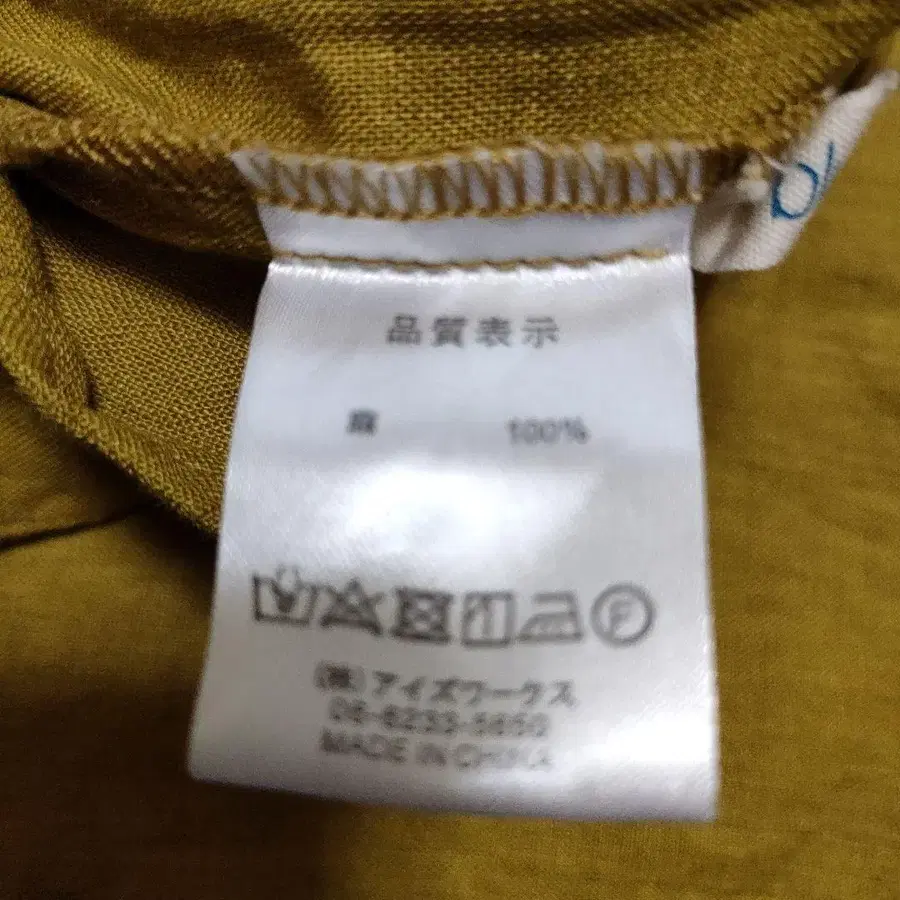 品質表示
麻 100%
F
(株)アイズワークス
06-6233-5650
MADE IN CHINA